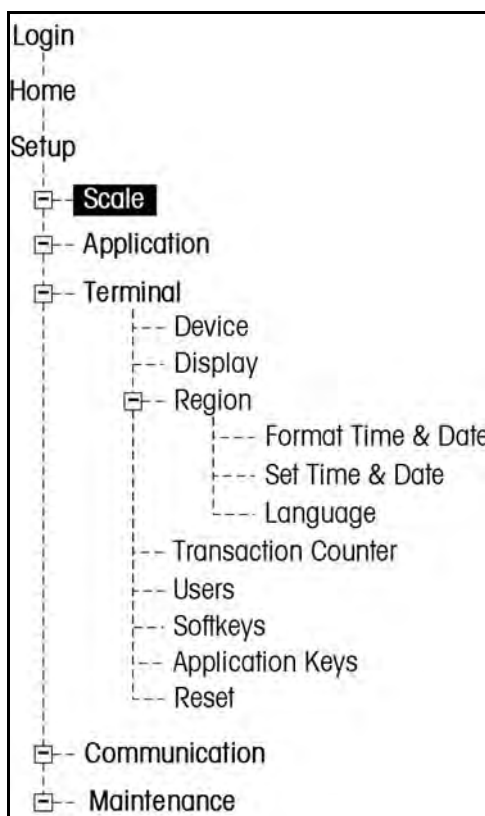 Login
Home
Setup
Scale
Application
Terminal
Device
Display
Region
Format Time & Date
Set Time & Date
Language
Transaction Counter
Users
Softkeys
Application Keys
Reset
Communication
Maintenance